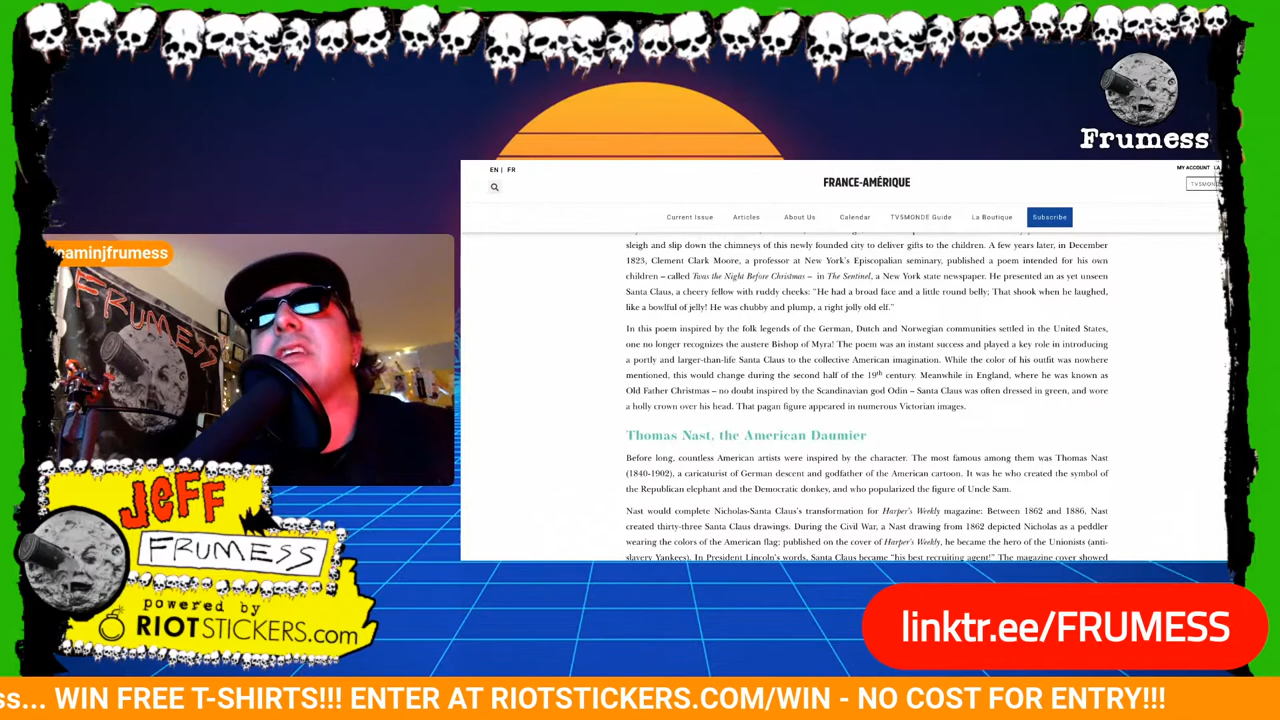 Frumess
EN | FR
MY ACCOUNT
FRANCE-AMÉRIQUE
TV5MOND
Current Issue
Articles
About Us
Calendar
TV5MONDE Guide
La Boutique
Subscribe
sleigh and slip down the chimneys of this newly founded city to deliver gifts to the children. A few years later, in December
1823, Clement Clark Moore, a professor at New York's Episcopalian seminary, published a poem intended for his own
children – called Twas the Night Before Christmas – in The Sentinel, a New York state newspaper. He presented an as yet unseen
Santa Claus, a cheery fellow with ruddy cheeks: "He had a broad face and a little round belly; That shook when he laughed,
like a bowlful of jelly! He was chubby and plump, a right jolly old elf."
In this poem inspired by the folk legends of the German, Dutch and Norwegian communities settled in the United States,
one no longer recognizes the austere Bishop of Myra! The poem was an instant success and played a key role in introducing
a portly and larger-than-life Santa Claus to the collective American imagination. While the color of his outfit was nowhere
mentioned, this would change during the second half of the 19th century. Meanwhile in England, where he was known as
Old Father Christmas – no doubt inspired by the Scandinavian god Odin – Santa Claus was often dressed in green, and wore
a holly crown over his head. That pagan figure appeared in numerous Victorian images.
Thomas Nast, the American Daumier
Before long, countless American artists were inspired by the character. The most famous among them was Thomas Nast
(1840-1902), a caricaturist of German descent and godfather of the American cartoon. It was he who created the symbol of
the Republican elephant and the Democratic donkey, and who popularized the figure of Uncle Sam.
Nast would complete Nicholas-Santa Claus's transformation for Harper's Weekly magazine: Between 1862 and 1886, Nast
created thirty-three Santa Claus drawings. During the Civil War, a Nast drawing from 1862 depicted Nicholas as a peddler
wearing the colors of the American flag; published on the cover of Harper's Weekly, he became the hero of the Unionists (anti-
slavery Yankees). In President Lincoln's words, Santa Claus became "his best recruiting agent!" The magazine cover showed
eaminjfrumess
FRUMESS
JEFF
FRUMESS
powered by
RIOTSTICKERS.com
linktr.ee/FRUMESS
ss... WIN FREE T-SHIRTS!!! ENTER AT RIOTSTICKERS.COM/WIN - NO COST FOR ENTRY!!!